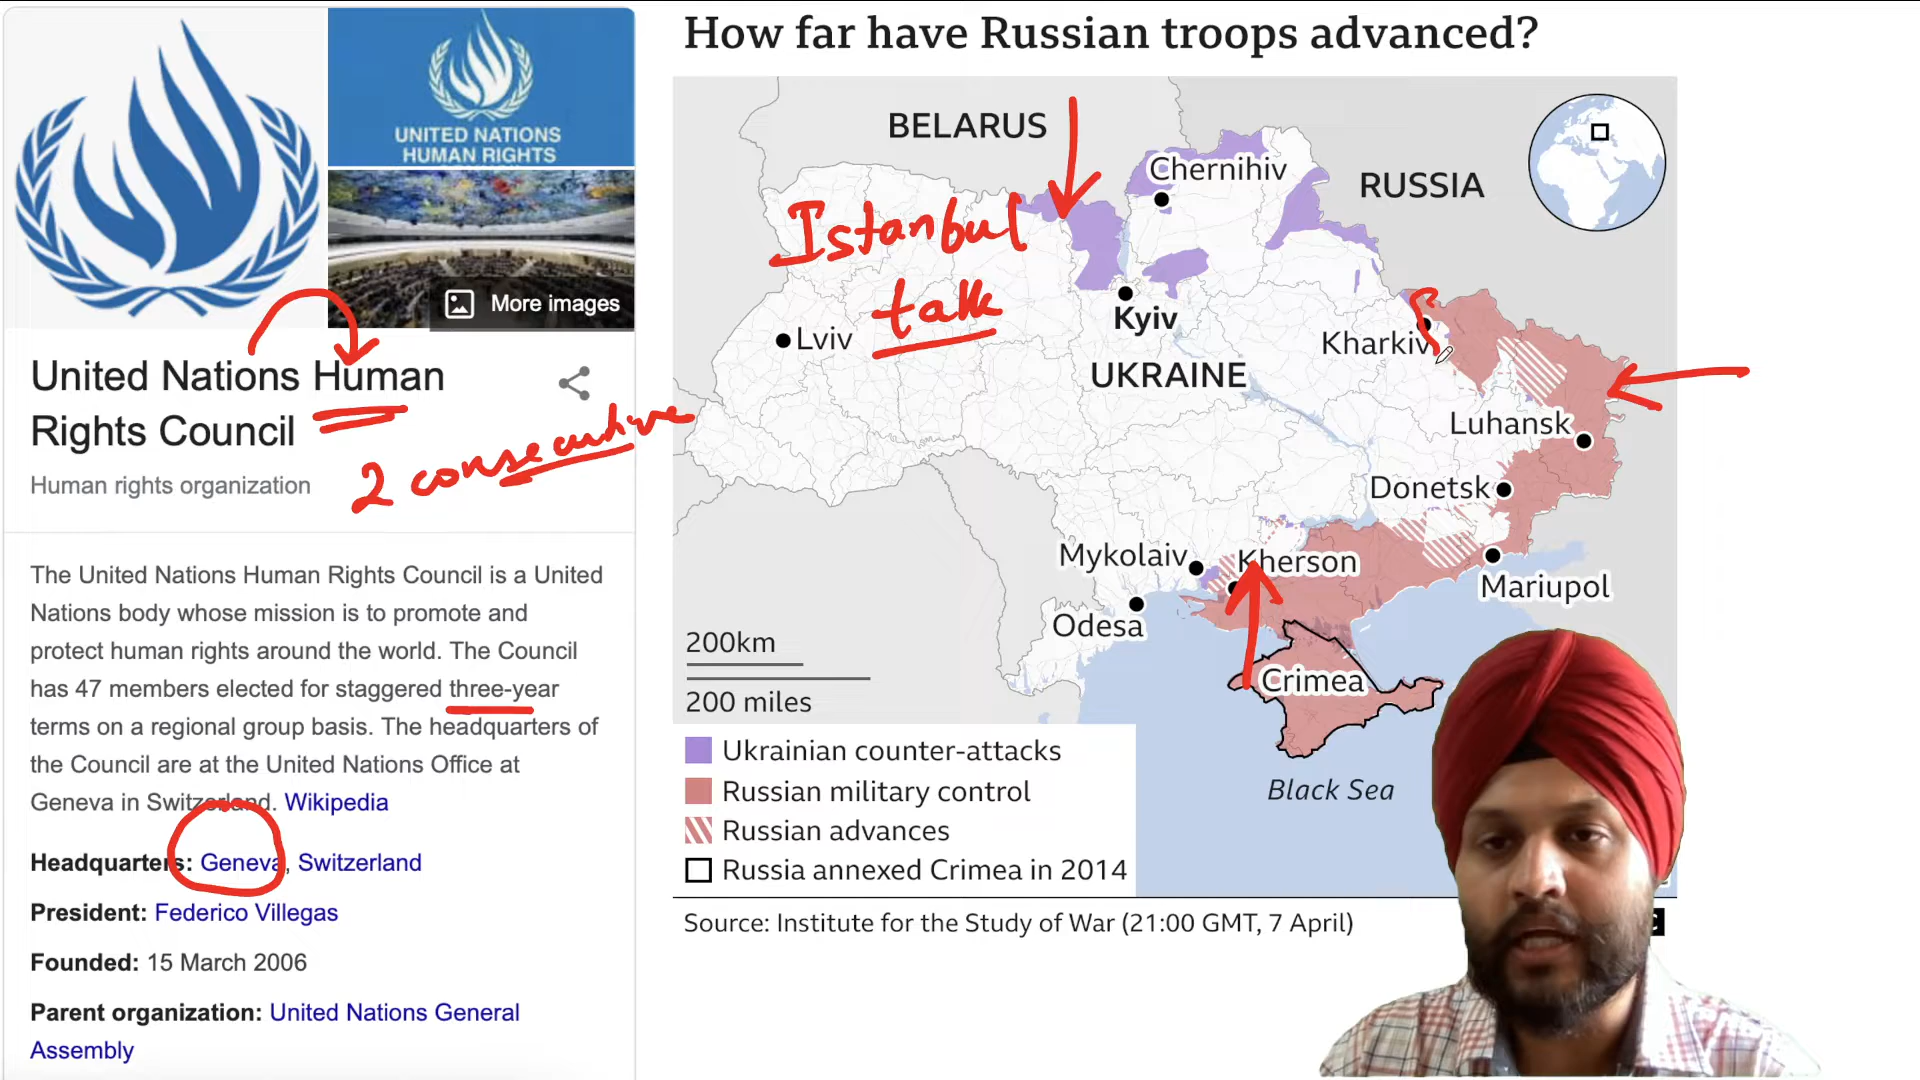 UNITED NATIONS
HUMAN RIGHTS
More images
United Nations Human
Rights Council
2 consecutive
Human rights organization
The United Nations Human Rights Council is a United
Nations body whose mission is to promote and
protect human rights around the world. The Council
has 47 members elected for staggered three-year
terms on a regional group basis. The headquarters of
the Council are at the United Nations Office at
Geneva in Switzerland. Wikipedia
Headquarters: Geneva, Switzerland
President: Federico Villegas
Founded: 15 March 2006
Parent organization: United Nations General
Assembly
How far have Russian troops advanced?
BELARUS
Chernihiv
RUSSIA
Istanbul
talk
Kyiv
Lviv
Kharkiv
UKRAINE
Luhansk
Donetsk
Mykolaiv
Kherson
Mariupol
Odesa
200km
200 miles
Crimea
Black Sea
Ukrainian counter-attacks
Russian military control
Russian advances
Russia annexed Crimea in 2014
Source: Institute for the Study of War (21:00 GMT, 7 April)
C